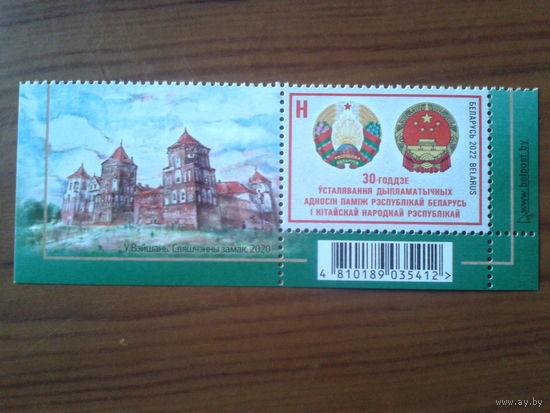 У Вэйшань. Свяшчэнны замак. 2020
H
30-ГОДДЗЕ
ЎСТАЛЯВАННЯ ДЫПЛАМАТЫЧНЫХ
АДНОСІН ПАМІЖ РЭСПУБЛІКАЙ БЕЛАРУСЬ
І КІТАЙСКАЙ НАРОДНАЙ РЭСПУБЛІКАЙ
БЕЛАРУСЬ 2022 BELARUS
www.belpost.by
4 810189 035412 >
www.ay.by